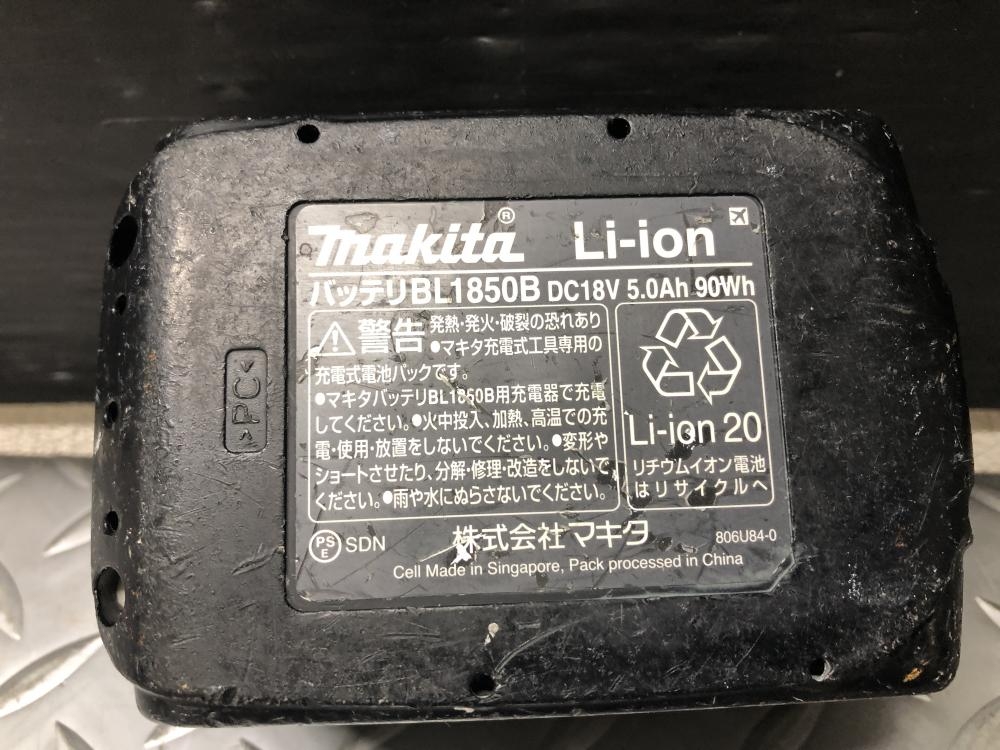 makita® Li-ion
バッテリBL1850B DC18V 5.0Ah 90Wh
警告 発熱・発火・破裂の恐れあり
●マキタ充電式工具専用の
充電式電池パックです。
●マキタバッテリBL1850B用充電器で充電
してください。●火中投入、加熱、高温での充
電・使用・放置をしないでください。●変形や
ショートさせたり、分解・修理・改造をしないで
ください。●雨や水にぬらさないでください。
Li-ion 20
リチウムイオン電池
はリサイクルへ
PSE SDN 株式会社マキタ 806U84-0
Cell Made in Singapore, Pack processed in China
>PC<